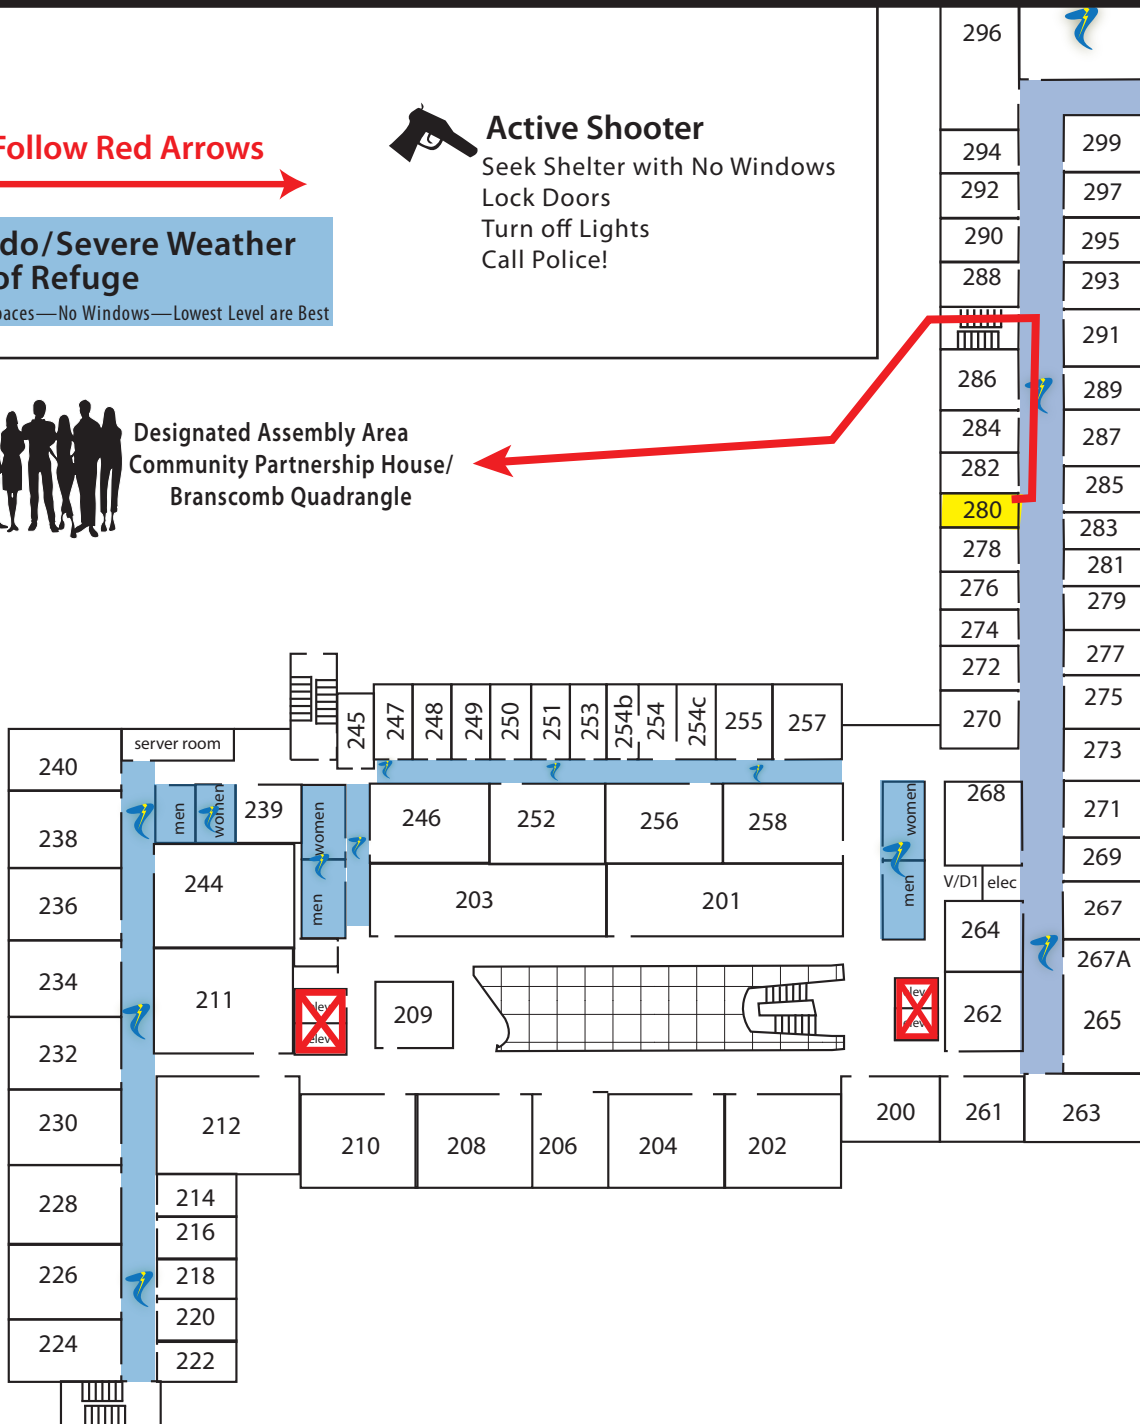 Follow Red Arrows
do/Severe Weather
of Refuge
paces—No Windows—Lowest Level are Best
Active Shooter
Seek Shelter with No Windows
Lock Doors
Turn off Lights
Call Police!
Designated Assembly Area
Community Partnership House/
Branscomb Quadrangle
296
294
292
290
288
286
284
282
280
278
276
274
272
270
299
297
295
293
291
289
287
285
283
281
279
277
275
273
271
269
267
267A
265
263
268
V/D1
elec
264
262
261
200
women
men
elev
elev
245
247
248
249
250
251
253
254b
254
254c
255
257
246
252
256
258
203
201
209
server room
men
women
239
women
men
244
211
elev
elev
212
210
208
206
204
202
240
238
236
234
232
230
228
226
224
214
216
218
220
222